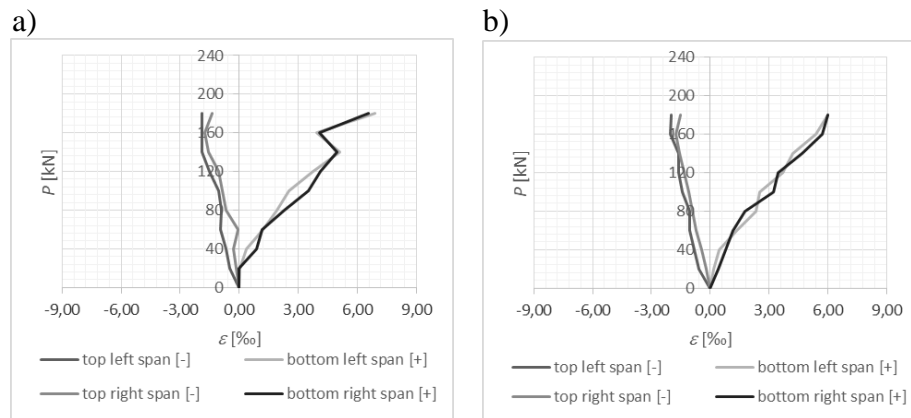 a)
b)
240
200
160
120
80
40
0
P [kN]
-9,00 -6,00 -3,00 0,00 3,00 6,00 9,00
ε [‰]
top left span [-] bottom left span [+]
top right span [-] bottom right span [+]
240
200
160
120
80
40
0
P [kN]
-9,00 -6,00 -3,00 0,00 3,00 6,00 9,00
ε [‰]
top left span [-] bottom left span [+]
top right span [-] bottom right span [+]